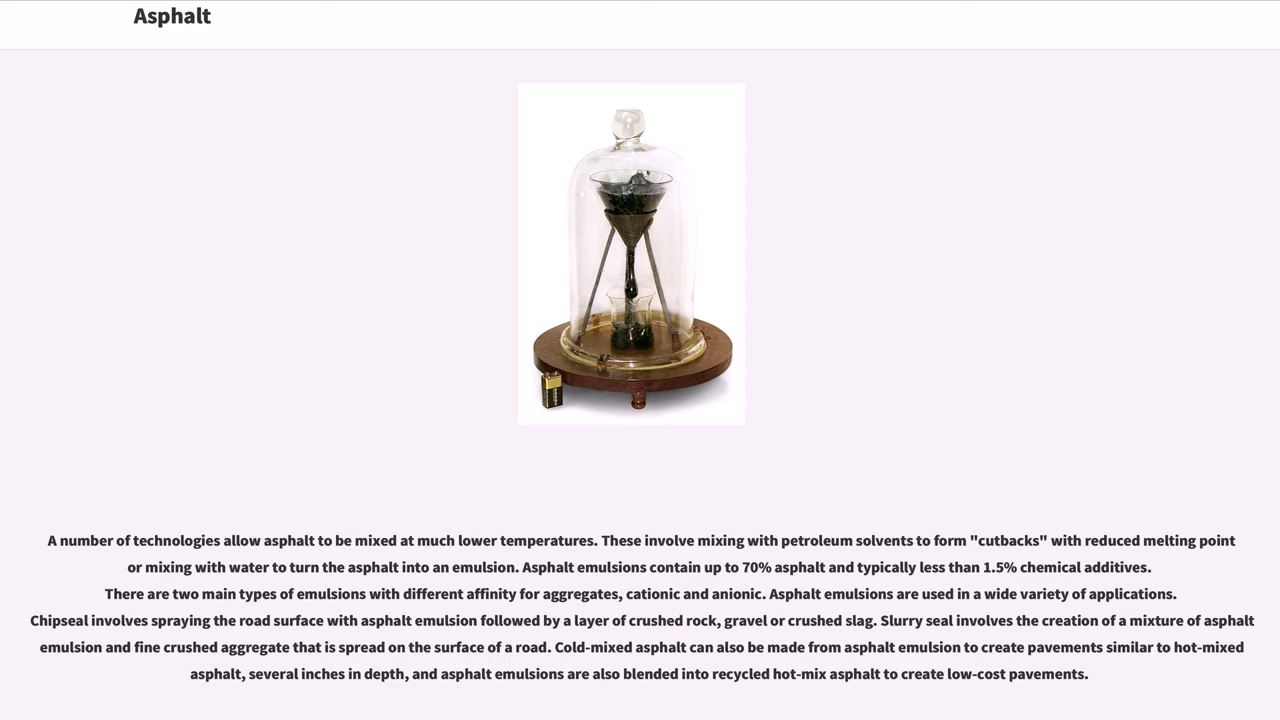 Asphalt
A number of technologies allow asphalt to be mixed at much lower temperatures. These involve mixing with petroleum solvents to form "cutbacks" with reduced melting point
or mixing with water to turn the asphalt into an emulsion. Asphalt emulsions contain up to 70% asphalt and typically less than 1.5% chemical additives.
There are two main types of emulsions with different affinity for aggregates, cationic and anionic. Asphalt emulsions are used in a wide variety of applications.
Chipseal involves spraying the road surface with asphalt emulsion followed by a layer of crushed rock, gravel or crushed slag. Slurry seal involves the creation of a mixture of asphalt
emulsion and fine crushed aggregate that is spread on the surface of a road. Cold-mixed asphalt can also be made from asphalt emulsion to create pavements similar to hot-mixed
asphalt, several inches in depth, and asphalt emulsions are also blended into recycled hot-mix asphalt to create low-cost pavements.